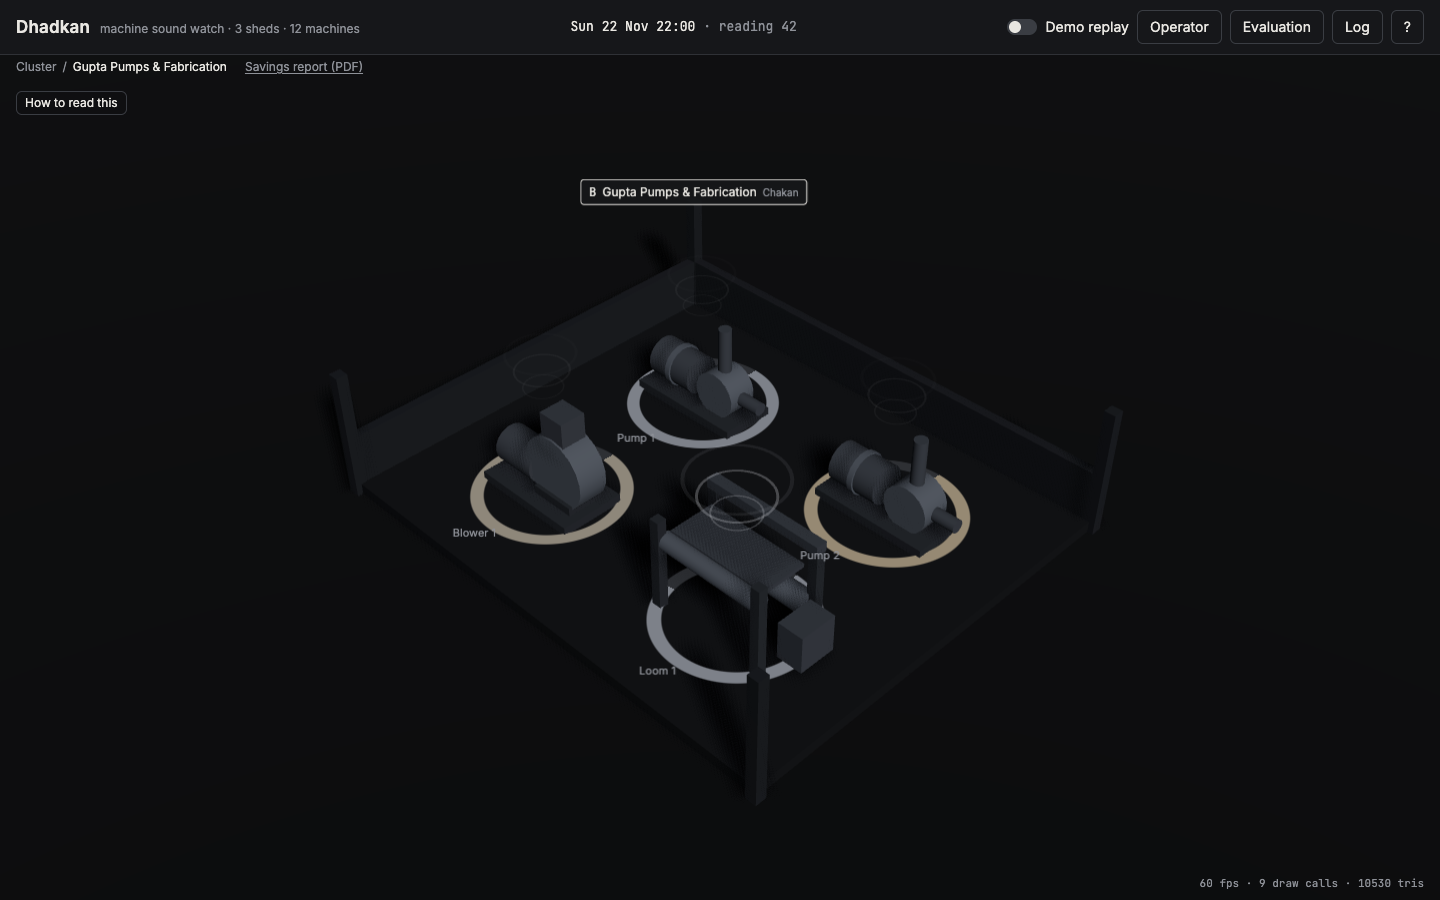 Dhadkan machine sound watch · 3 sheds · 12 machines
Sun 22 Nov 22:00 · reading 42
Demo replay
Operator
Evaluation
Log
?
Cluster / Gupta Pumps & Fabrication Savings report (PDF)
How to read this
B Gupta Pumps & Fabrication Chakan
Pump 1
Blower 1
Pump 2
Loom 1
60 fps · 9 draw calls · 10530 tris